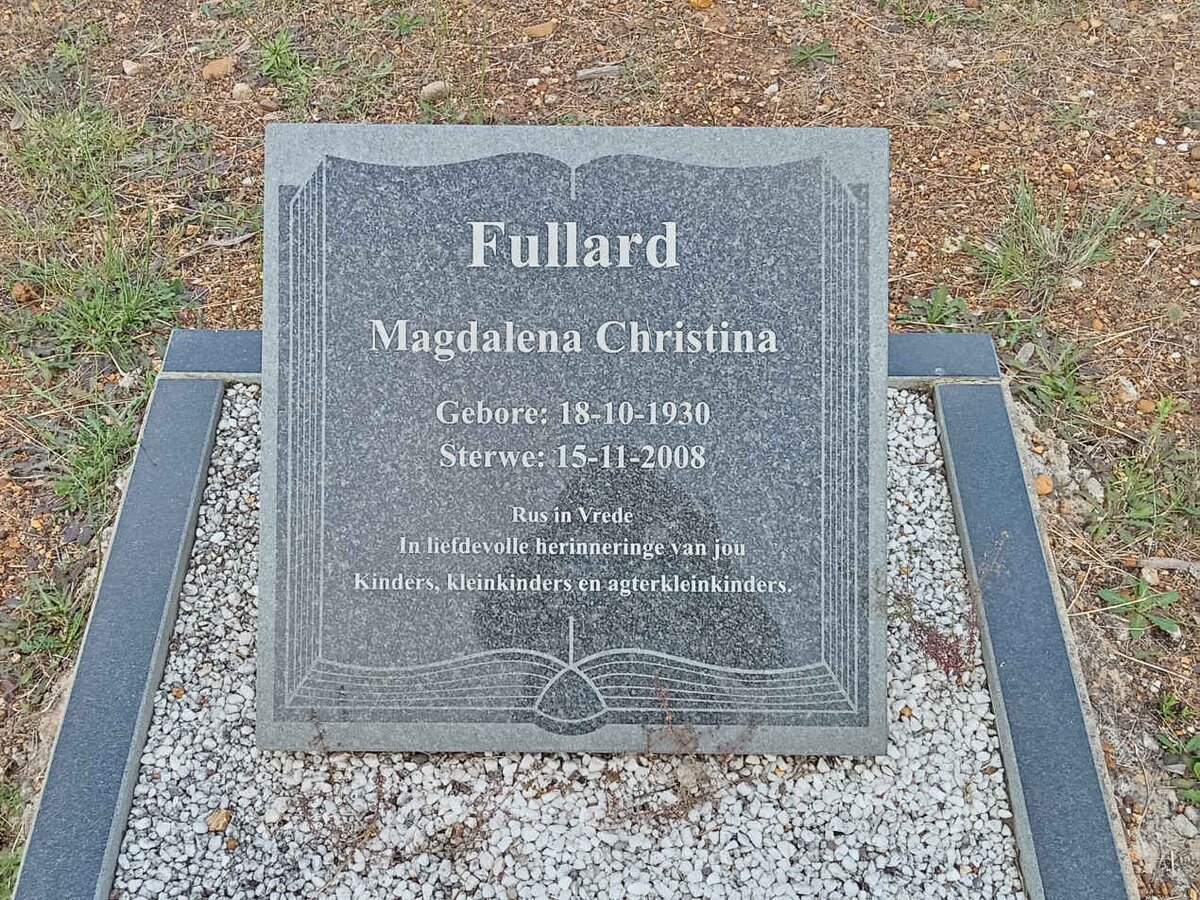 Fullard
Magdalena Christina
Gebore: 18-10-1930
Sterwe: 15-11-2008
Rus in Vrede
In liefdevolle herinneringe van jou
Kinders, kleinkinders en agterkleinkinders.